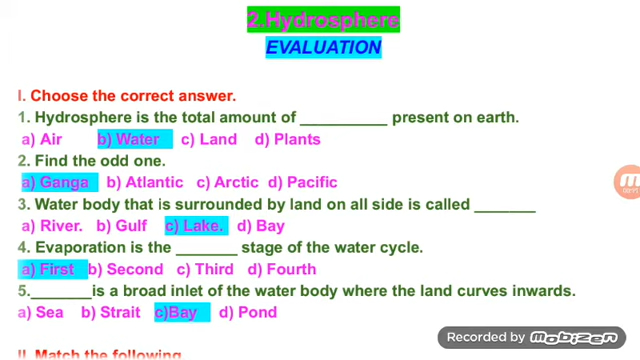 2.Hydrosphere
EVALUATION
I. Choose the correct answer.
1. Hydrosphere is the total amount of __________ present on earth.
a) Air b) Water c) Land d) Plants
2. Find the odd one.
a) Ganga b) Atlantic c) Arctic d) Pacific
3. Water body that is surrounded by land on all side is called _______
a) River. b) Gulf c) Lake. d) Bay
4. Evaporation is the _______ stage of the water cycle.
a) First b) Second c) Third d) Fourth
5._______is a broad inlet of the water body where the land curves inwards.
a) Sea b) Strait c)Bay d) Pond
II. Match the following
Recorded by mobizen